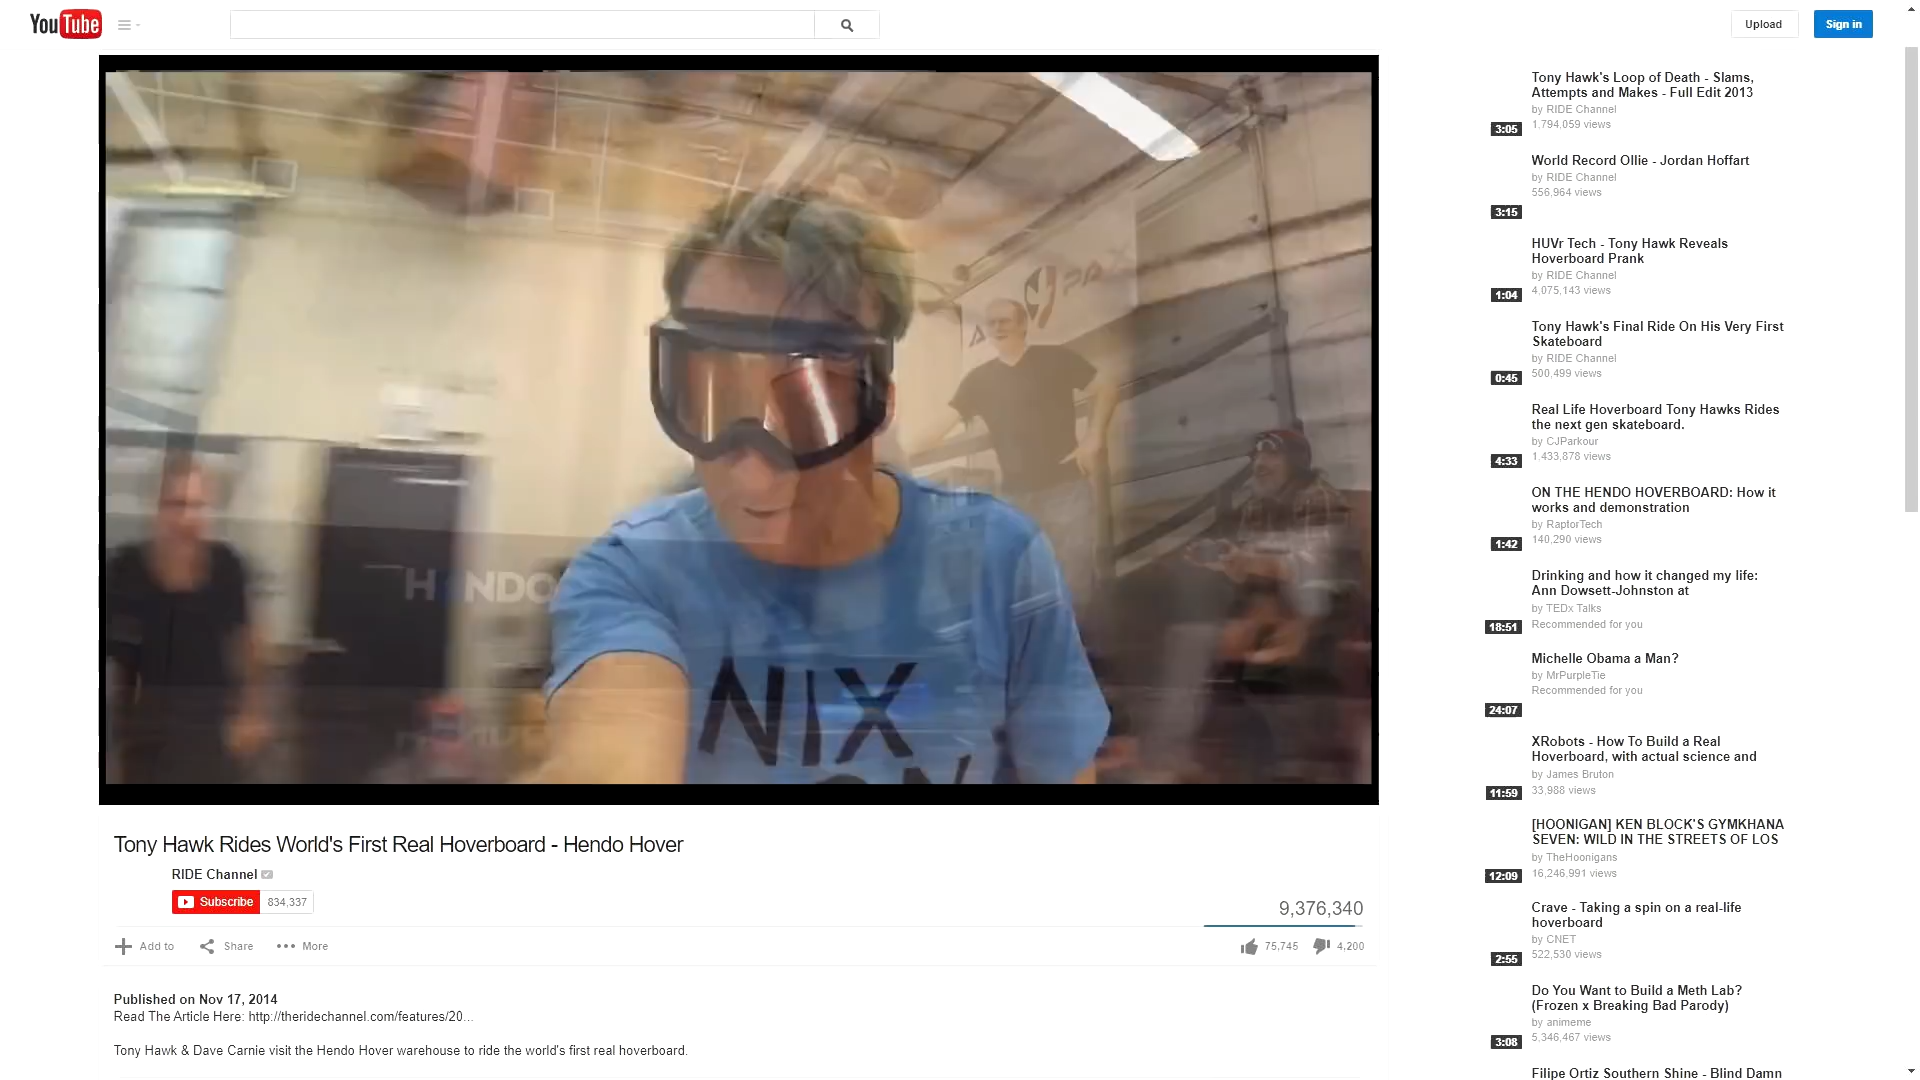 YouTube
Upload
Sign in
HENDO
NIX
Tony Hawk Rides World's First Real Hoverboard - Hendo Hover
RIDE Channel
Subscribe 834,337
9,376,340
Add to Share More
75,745 4,200
Published on Nov 17, 2014
Read The Article Here: http://theridechannel.com/features/20...
Tony Hawk & Dave Carnie visit the Hendo Hover warehouse to ride the world's first real hoverboard.
Tony Hawk's Loop of Death - Slams,
Attempts and Makes - Full Edit 2013
by RIDE Channel
1,794,059 views
3:05
World Record Ollie - Jordan Hoffart
by RIDE Channel
556,964 views
3:15
HUVr Tech - Tony Hawk Reveals
Hoverboard Prank
by RIDE Channel
4,075,143 views
1:04
Tony Hawk's Final Ride On His Very First
Skateboard
by RIDE Channel
500,499 views
0:45
Real Life Hoverboard Tony Hawks Rides
the next gen skateboard.
by CJParkour
1,433,878 views
4:33
ON THE HENDO HOVERBOARD: How it
works and demonstration
by RaptorTech
140,290 views
1:42
Drinking and how it changed my life:
Ann Dowsett-Johnston at
by TEDx Talks
Recommended for you
18:51
Michelle Obama a Man?
by MrPurpleTie
Recommended for you
24:07
XRobots - How To Build a Real
Hoverboard, with actual science and
by James Bruton
33,988 views
11:59
[HOONIGAN] KEN BLOCK'S GYMKHANA
SEVEN: WILD IN THE STREETS OF LOS
by TheHoonigans
16,246,991 views
12:09
Crave - Taking a spin on a real-life
hoverboard
by CNET
522,530 views
2:55
Do You Want to Build a Meth Lab?
(Frozen x Breaking Bad Parody)
by animeme
5,346,467 views
3:08
Filipe Ortiz Southern Shine - Blind Damn